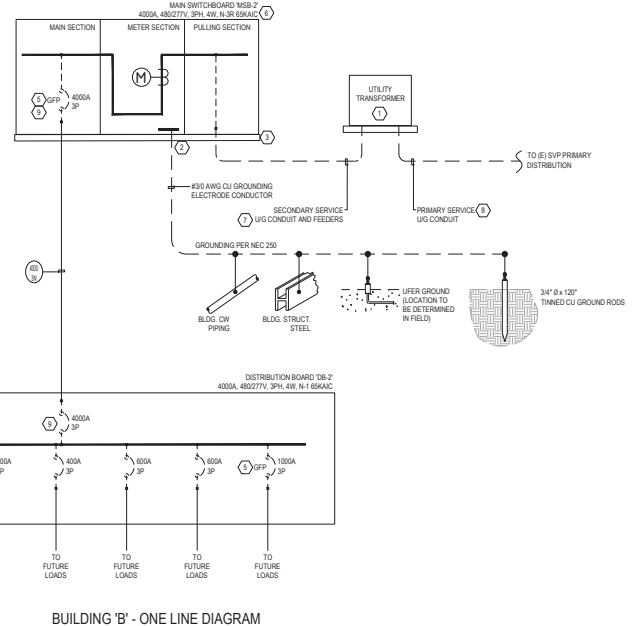 MAIN SWITCHBOARD 'MSB-2'
4000A, 480/277V, 3PH, 4W, N-3R 65KAIC
6
MAIN SECTION
METER SECTION
PULLING SECTION
M
5
GFP
9
4000A
3P
2
3
UTILITY
TRANSFORMER
1
TO (E) SVP PRIMARY
DISTRIBUTION
#3/0 AWG CU GROUNDING
ELECTRODE CONDUCTOR
SECONDARY SERVICE
U/G CONDUIT AND FEEDERS
7
PRIMARY SERVICE
U/G CONDUIT
8
GROUNDING PER NEC 250
4000
3N
BLDG. CW
PIPING
BLDG. STRUCT.
STEEL
UFER GROUND
(LOCATION TO
BE DETERMINED
IN FIELD)
3/4" Ø x 120"
TINNED CU GROUND RODS
DISTRIBUTION BOARD 'DB-2'
4000A, 480/277V, 3PH, 4W, N-1 65KAIC
9
4000A
3P
00A
P
400A
3P
600A
3P
600A
3P
5
GFP
1000A
3P
TO
FUTURE
LOADS
TO
FUTURE
LOADS
TO
FUTURE
LOADS
TO
FUTURE
LOADS
BUILDING 'B' - ONE LINE DIAGRAM